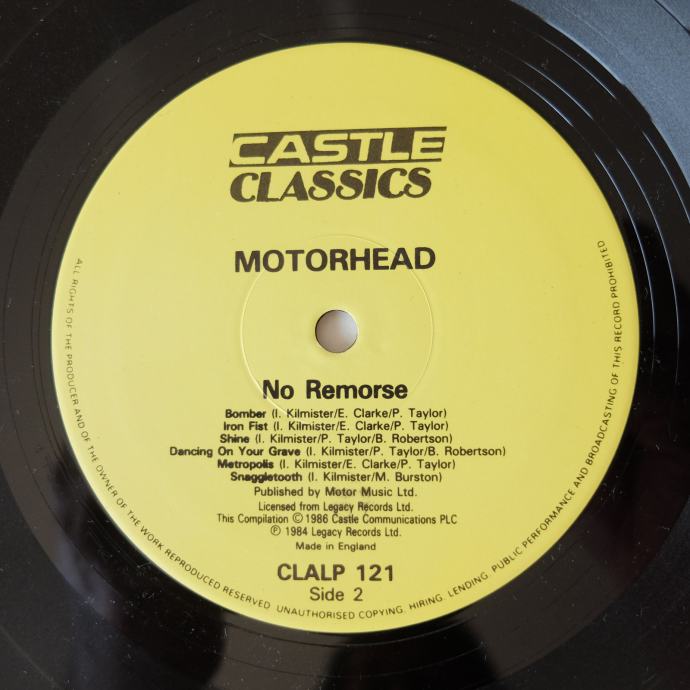 CASTLE
CLASSICS
MOTORHEAD
No Remorse
Bomber (I. Kilmister/E. Clarke/P. Taylor)
Iron Fist (I. Kilmister/E. Clarke/P. Taylor)
Shine (I. Kilmister/P. Taylor/B. Robertson)
Dancing On Your Grave (I. Kilmister/P. Taylor/B. Robertson)
Metropolis (I. Kilmister/E. Clarke/P. Taylor)
Snaggletooth (I. Kilmister/M. Burston)
Published by Motor Music Ltd.
Licensed from Legacy Records Ltd.
This Compilation © 1986 Castle Communications PLC
℗ 1984 Legacy Records Ltd.
Made in England
CLALP 121
Side 2
ALL RIGHTS OF THE PRODUCER AND OF THE OWNER OF THE WORK REPRODUCED RESERVED. UNAUTHORISED COPYING. HIRING. LENDING. PUBLIC PERFORMANCE AND BROADCASTING OF THIS RECORD PROHIBITED